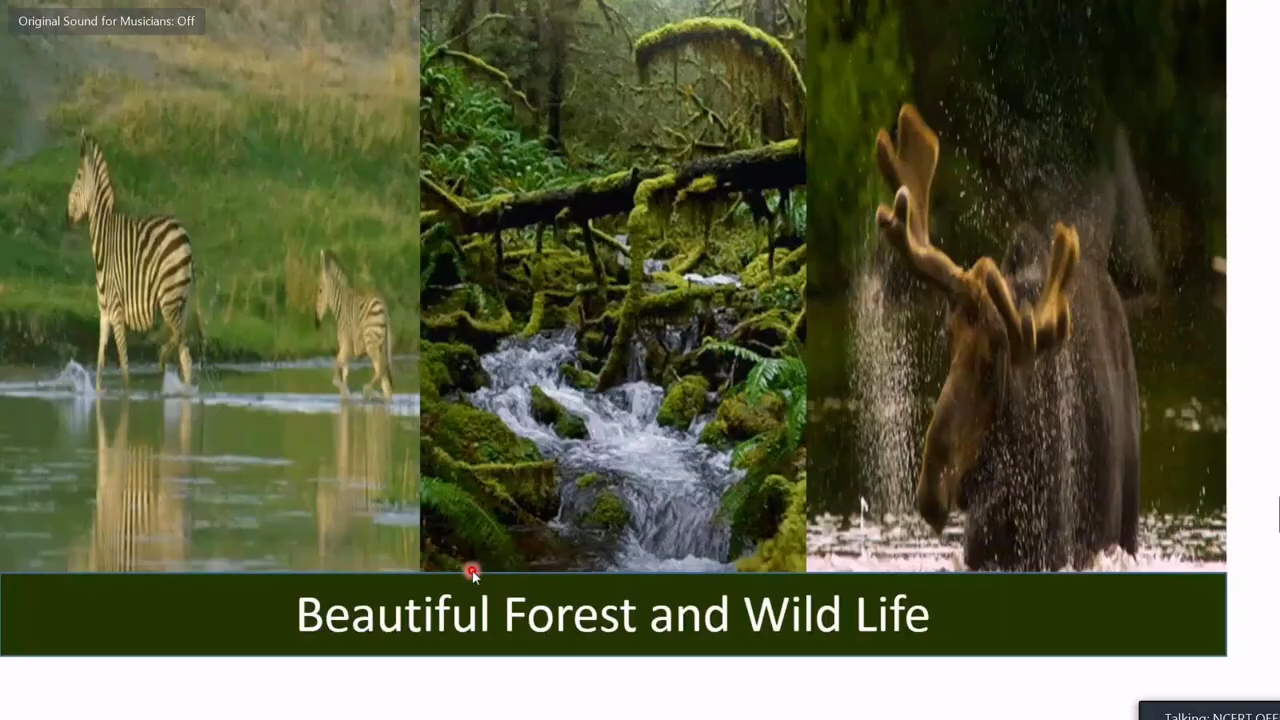 Original Sound for Musicians: Off
Beautiful Forest and Wild Life
Talking: NCERT OFF